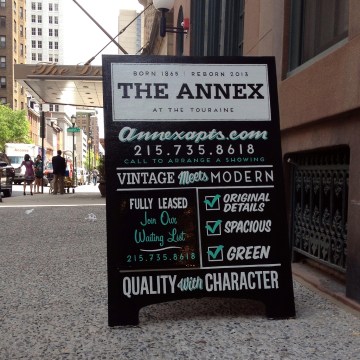 BORN 1869 | REBORN 2013
THE ANNEX
AT THE TOURAINE
Annexapts.com
215.735.8618
CALL TO ARRANGE A SHOWING
VINTAGE Meets MODERN
FULLY LEASED
Join Our
Waiting List
215.735.8618
ORIGINAL
DETAILS
SPACIOUS
GREEN
QUALITY With CHARACTER